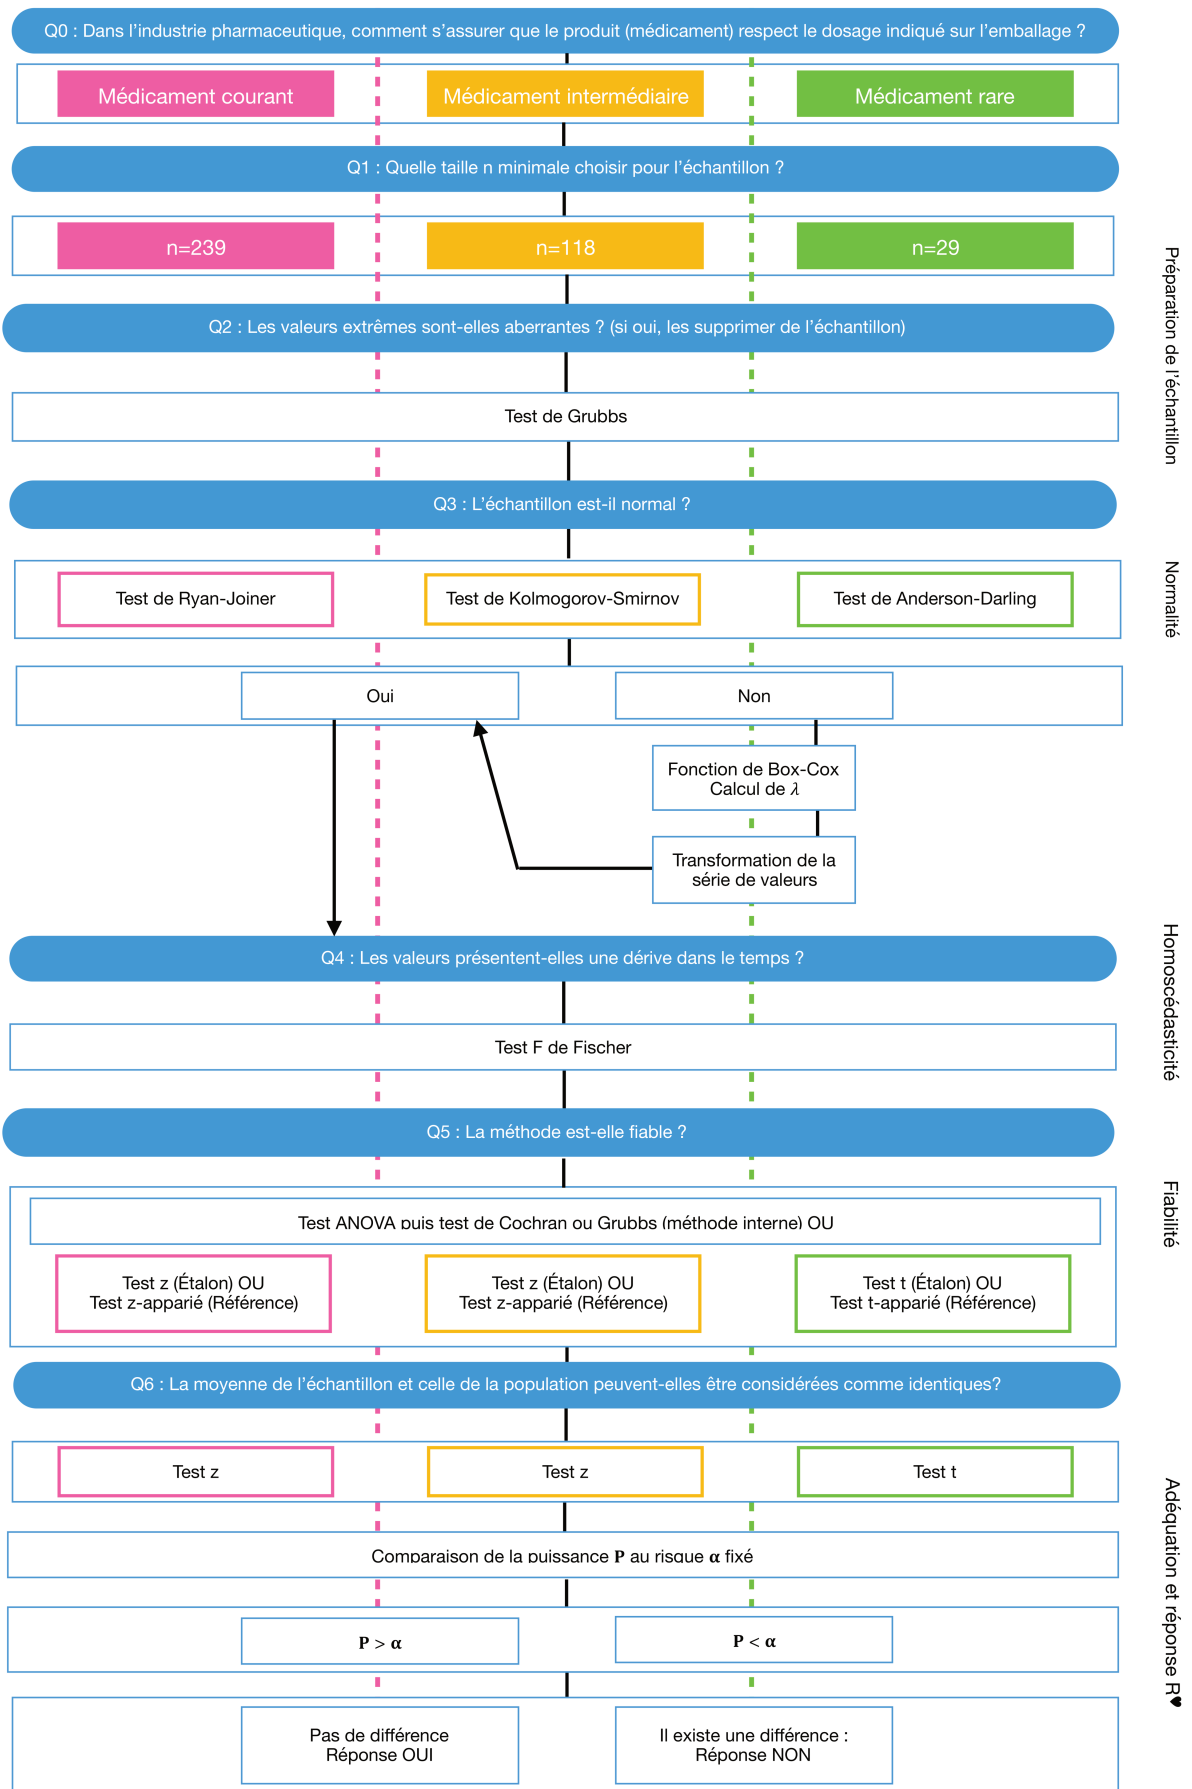 Q0 : Dans l’industrie pharmaceutique, comment s’assurer que le produit (médicament) respect le dosage indiqué sur l’emballage ?
Médicament courant
Médicament intermédiaire
Médicament rare
Q1 : Quelle taille n minimale choisir pour l’échantillon ?
n=239
n=118
n=29
Préparation de l’échantillon
Q2 : Les valeurs extrêmes sont-elles aberrantes ? (si oui, les supprimer de l’échantillon)
Test de Grubbs
Q3 : L’échantillon est-il normal ?
Normalité
Test de Ryan-Joiner
Test de Kolmogorov-Smirnov
Test de Anderson-Darling
Oui
Non
Fonction de Box-Cox
Calcul de λ
Transformation de la
série de valeurs
Homoscédasticité
Q4 : Les valeurs présentent-elles une dérive dans le temps ?
Test F de Fischer
Q5 : La méthode est-elle fiable ?
Fiabilité
Test ANOVA puis test de Cochran ou Grubbs (méthode interne) OU
Test z (Étalon) OU
Test z-apparié (Référence)
Test z (Étalon) OU
Test z-apparié (Référence)
Test t (Étalon) OU
Test t-apparié (Référence)
Q6 : La moyenne de l’échantillon et celle de la population peuvent-elles être considérées comme identiques?
Test z
Test z
Test t
Adéquation et réponse R♥
Comparaison de la puissance P au risque α fixé
P > α
P < α
Pas de différence
Réponse OUI
Il existe une différence :
Réponse NON